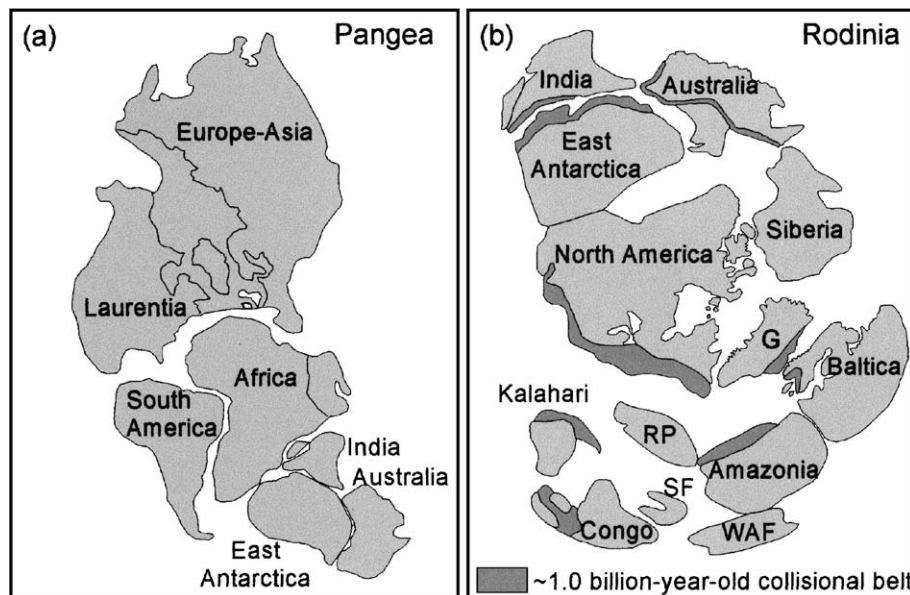 (a) Pangea
Europe-Asia
Laurentia
Africa
South
America
India
Australia
East
Antarctica
(b) Rodinia
India
Australia
East
Antarctica
Siberia
North America
G
Baltica
Kalahari
RP
Amazonia
SF
Congo
WAF
~1.0 billion-year-old collisional belt